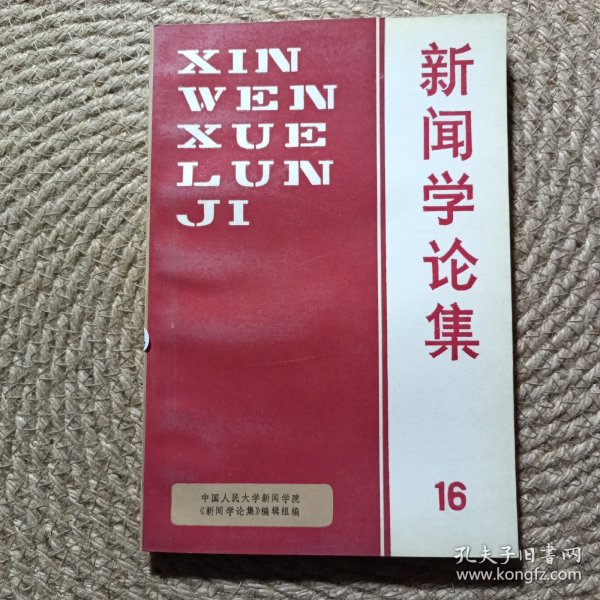 XIN
WEN
XUE
LUN
JI
新闻学论集
16
中国人民大学新闻学院
《新闻学论集》编辑组编
孔夫子旧書网
www.kongfz.com